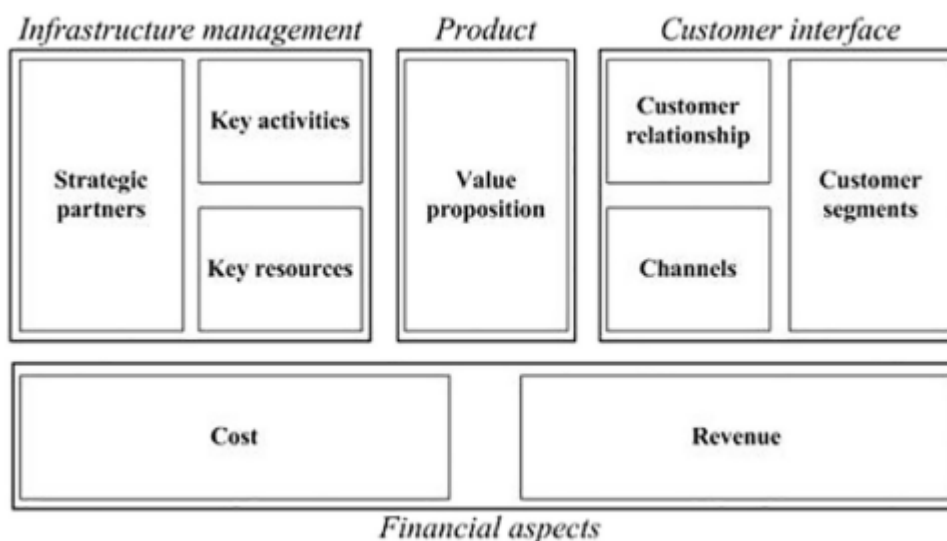 Infrastructure management
Product
Customer interface
Strategic
partners
Key activities
Key resources
Value
proposition
Customer
relationship
Channels
Customer
segments
Cost
Revenue
Financial aspects